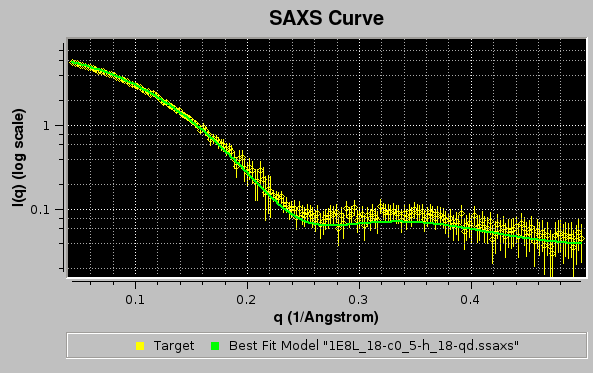 SAXS Curve
I(q) (log scale)
1
0.1
0.1 0.2 0.3 0.4
q (1/Angstrom)
Target Best Fit Model "1E8L_18-c0_5-h_18-qd.ssaxs"